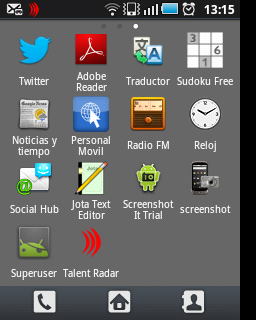 13:15
Twitter
Adobe
Reader
Traductor
Sudoku Free
Noticias y
tiempo
Personal
Movil
Radio FM
Reloj
Social Hub
Jota Text
Editor
Screenshot
It Trial
screenshot
Superuser
Talent Radar